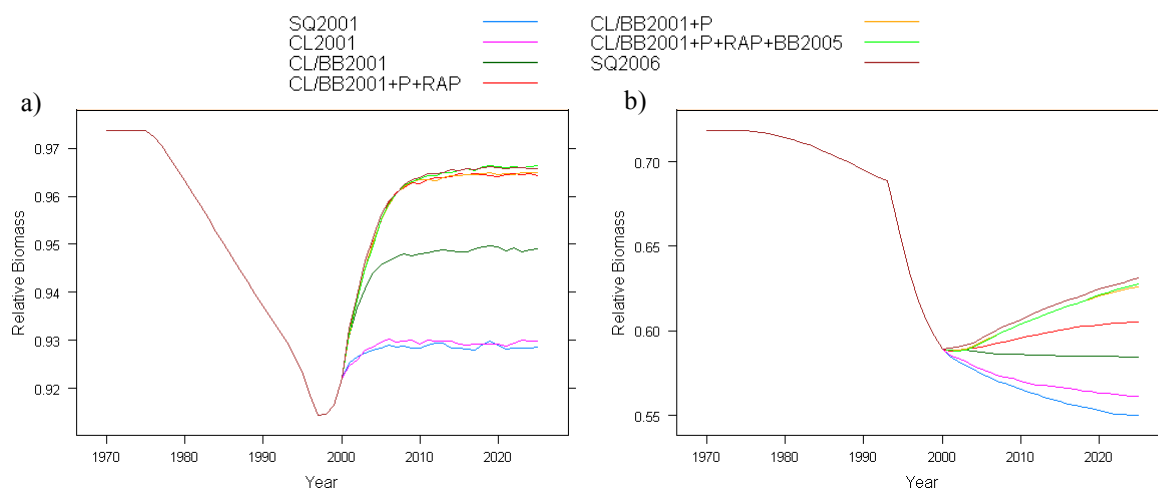 SQ2001
CL2001
CL/BB2001
CL/BB2001+P+RAP
CL/BB2001+P
CL/BB2001+P+RAP+BB2005
SQ2006
a)
0.97
0.96
0.95
0.94
0.93
0.92
Relative Biomass
1970 1980 1990 2000 2010 2020
Year
b)
0.70
0.65
0.60
0.55
Relative Biomass
1970 1980 1990 2000 2010 2020
Year